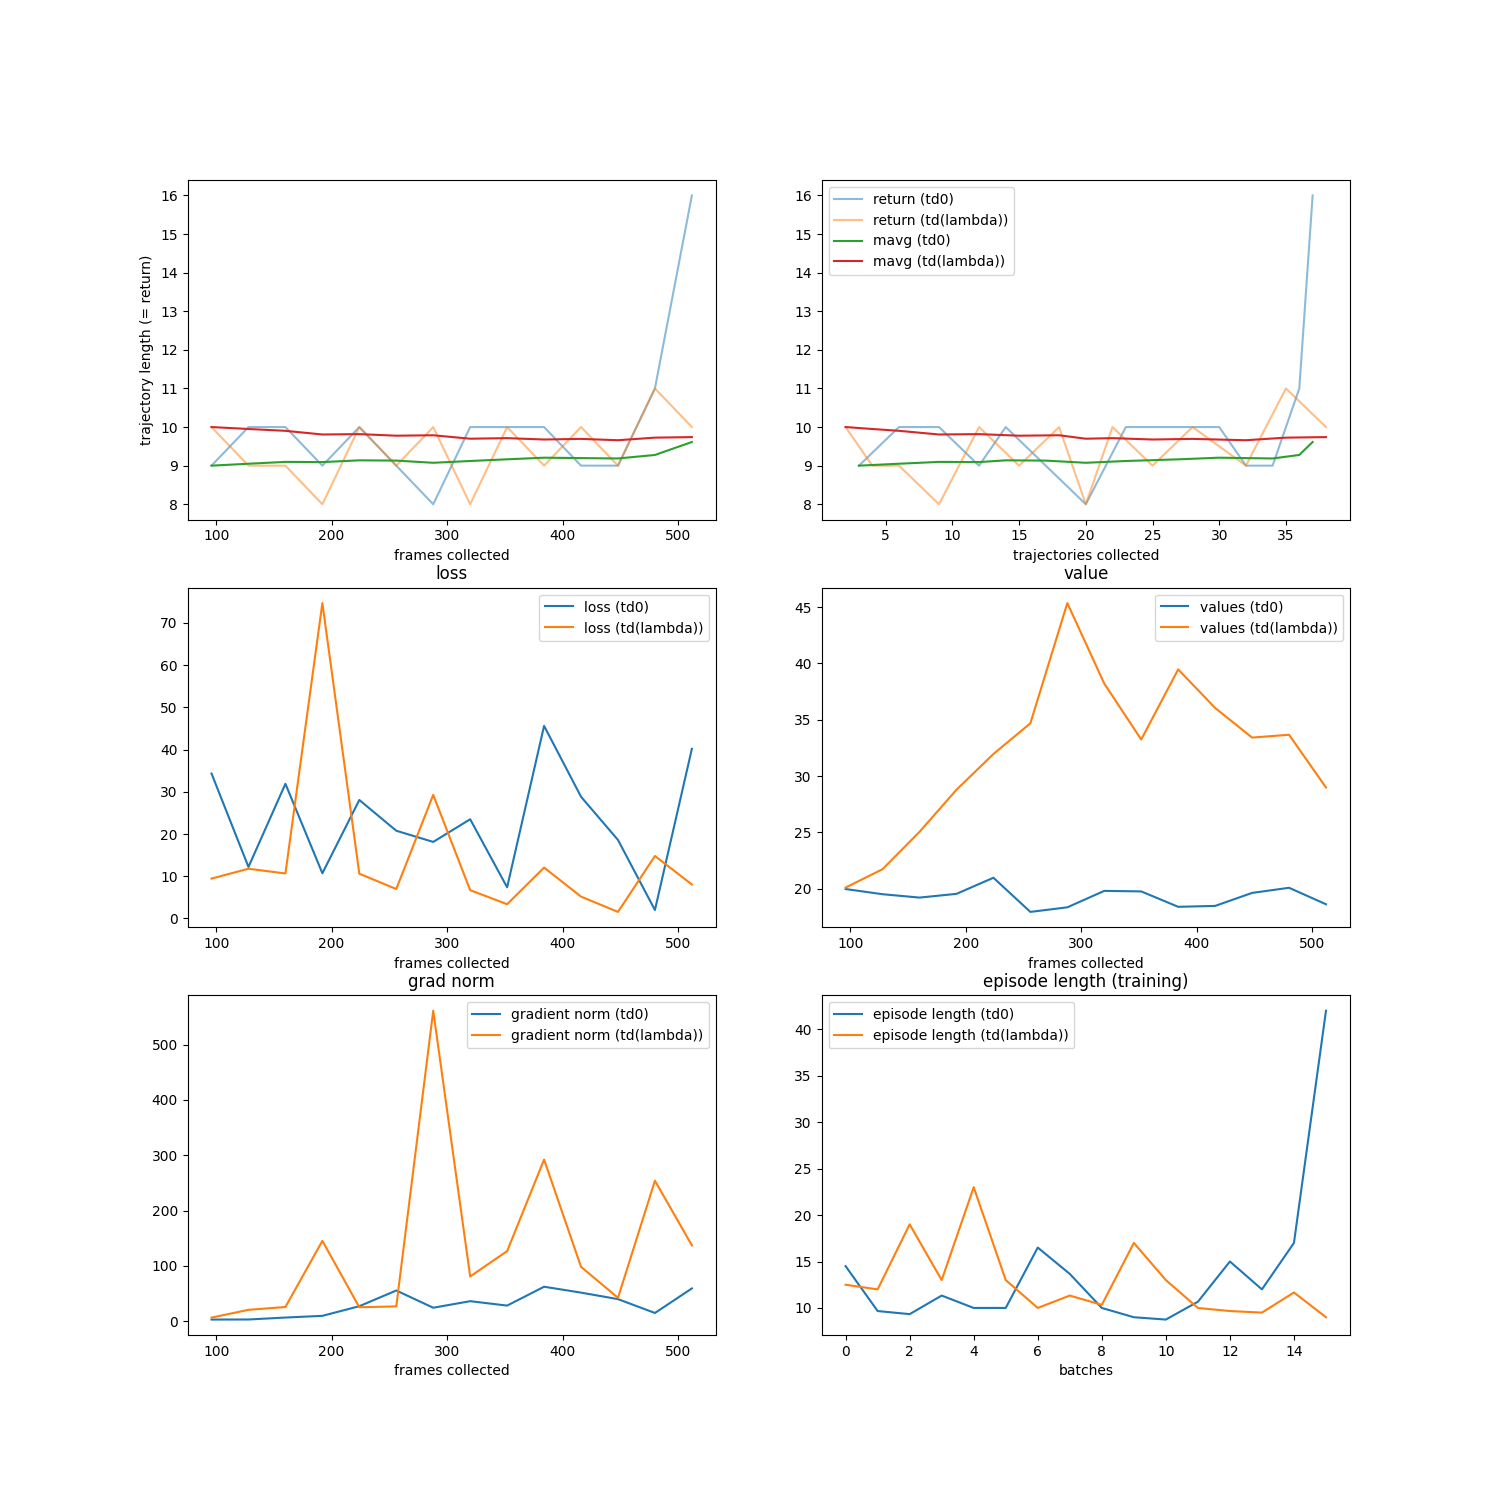 16
15
14
13
12
11
10
9
8
trajectory length (= return)
100 200 300 400 500
frames collected
16
15
14
13
12
11
10
9
8
return (td0)
return (td(lambda))
mavg (td0)
mavg (td(lambda))
5 10 15 20 25 30 35
trajectories collected
loss
70
60
50
40
30
20
10
0
loss (td0)
loss (td(lambda))
100 200 300 400 500
frames collected
value
45
40
35
30
25
20
values (td0)
values (td(lambda))
100 200 300 400 500
frames collected
grad norm
500
400
300
200
100
0
gradient norm (td0)
gradient norm (td(lambda))
100 200 300 400 500
frames collected
episode length (training)
40
35
30
25
20
15
10
episode length (td0)
episode length (td(lambda))
0 2 4 6 8 10 12 14
batches